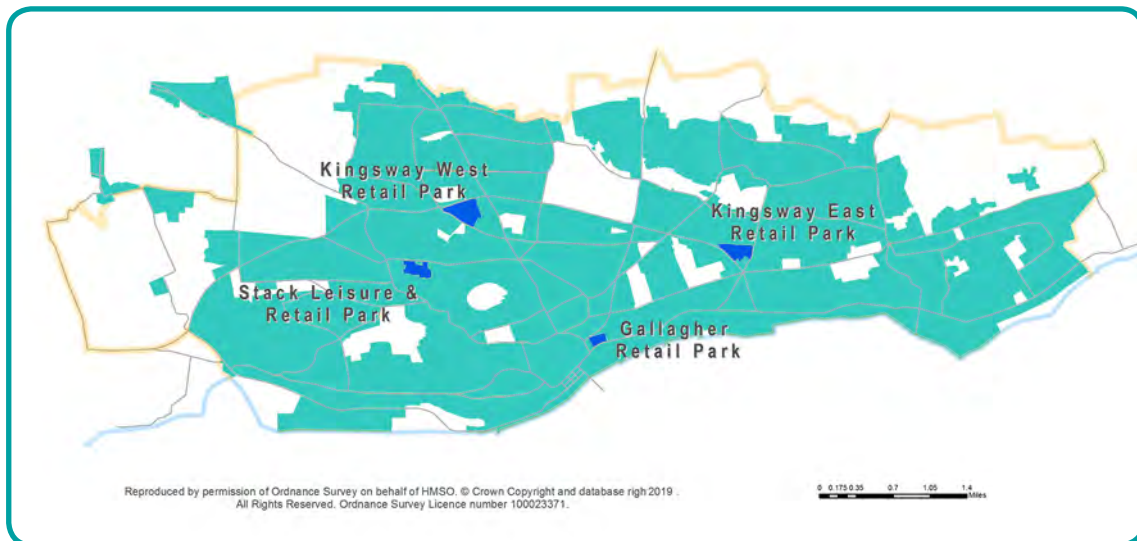 Kingsway West
Retail Park
Kingsway East
Retail Park
Stack Leisure &
Retail Park
Gallagher
Retail Park
Reproduced by permission of Ordnance Survey on behalf of HMSO. © Crown Copyright and database righ 2019 .
All Rights Reserved. Ordnance Survey Licence number 100023371.
0 0.175 0.35 0.7 1.05 1.4
Miles